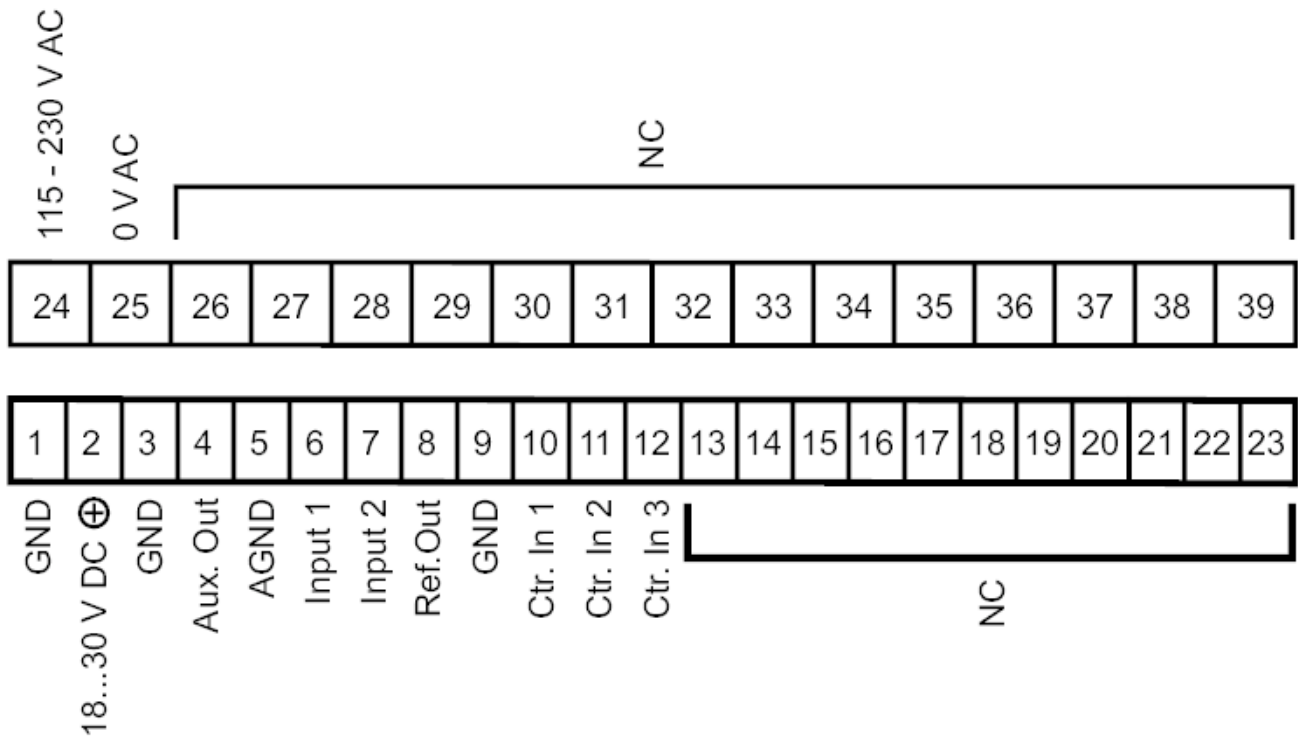 115 - 230 V AC
0 V AC
NC
24 25 26 27 28 29 30 31 32 33 34 35 36 37 38 39
1 2 3 4 5 6 7 8 9 10 11 12 13 14 15 16 17 18 19 20 21 22 23
GND
18...30 V DC ⊕
GND
Aux. Out
AGND
Input 1
Input 2
Ref.Out
GND
Ctr. In 1
Ctr. In 2
Ctr. In 3
NC